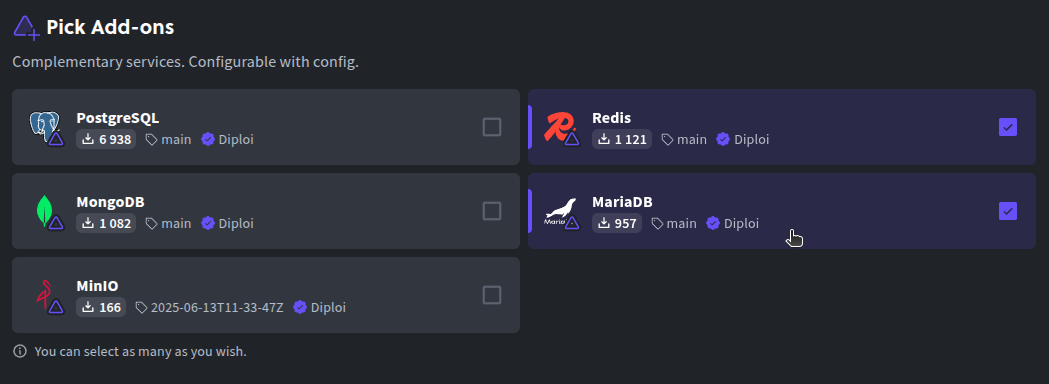 Pick Add-ons
Complementary services. Configurable with config.
PostgreSQL
6 938 main Diploi
Redis
1 121 main Diploi
MongoDB
1 082 main Diploi
MariaDB
957 main Diploi
MinIO
166 2025-06-13T11-33-47Z Diploi
You can select as many as you wish.